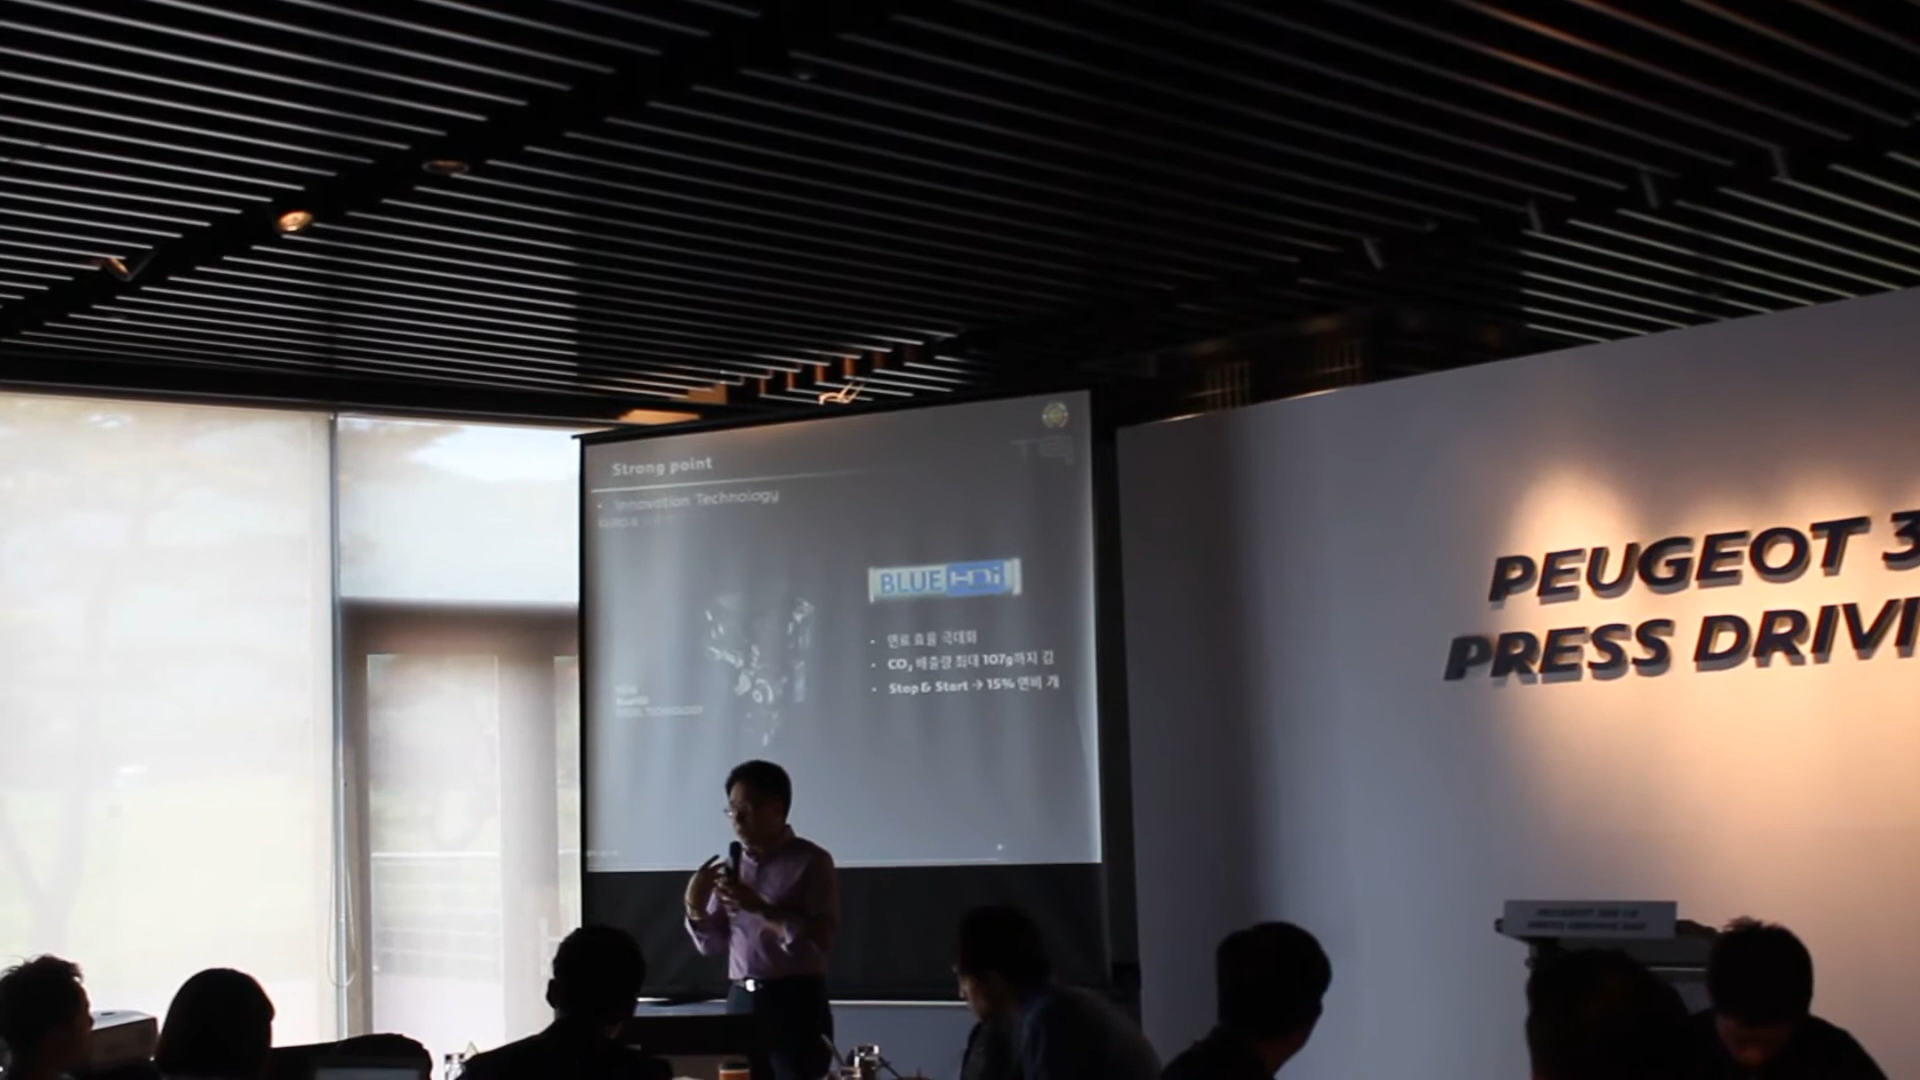 Strong point
• Innovation Technology
BLUE HDi
• 연료 효율 극대화
• CO₂ 배출량 최대 107g까지 감
• Stop & Start → 15% 연비 개
TECHNOLOGY
PEUGEOT 3
PRESS DRIVI